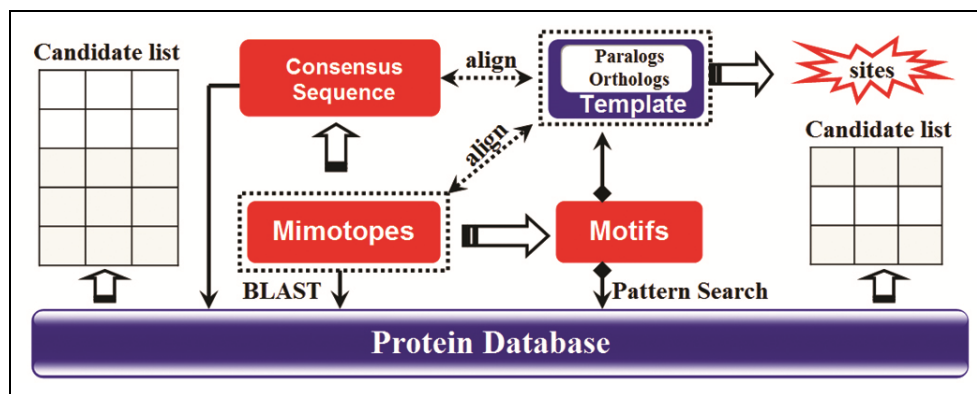 Candidate list
Consensus
Sequence
align
Paralogs
Orthologs
Template
sites
Candidate list
align
Mimotopes
Motifs
BLAST
Pattern Search
Protein Database